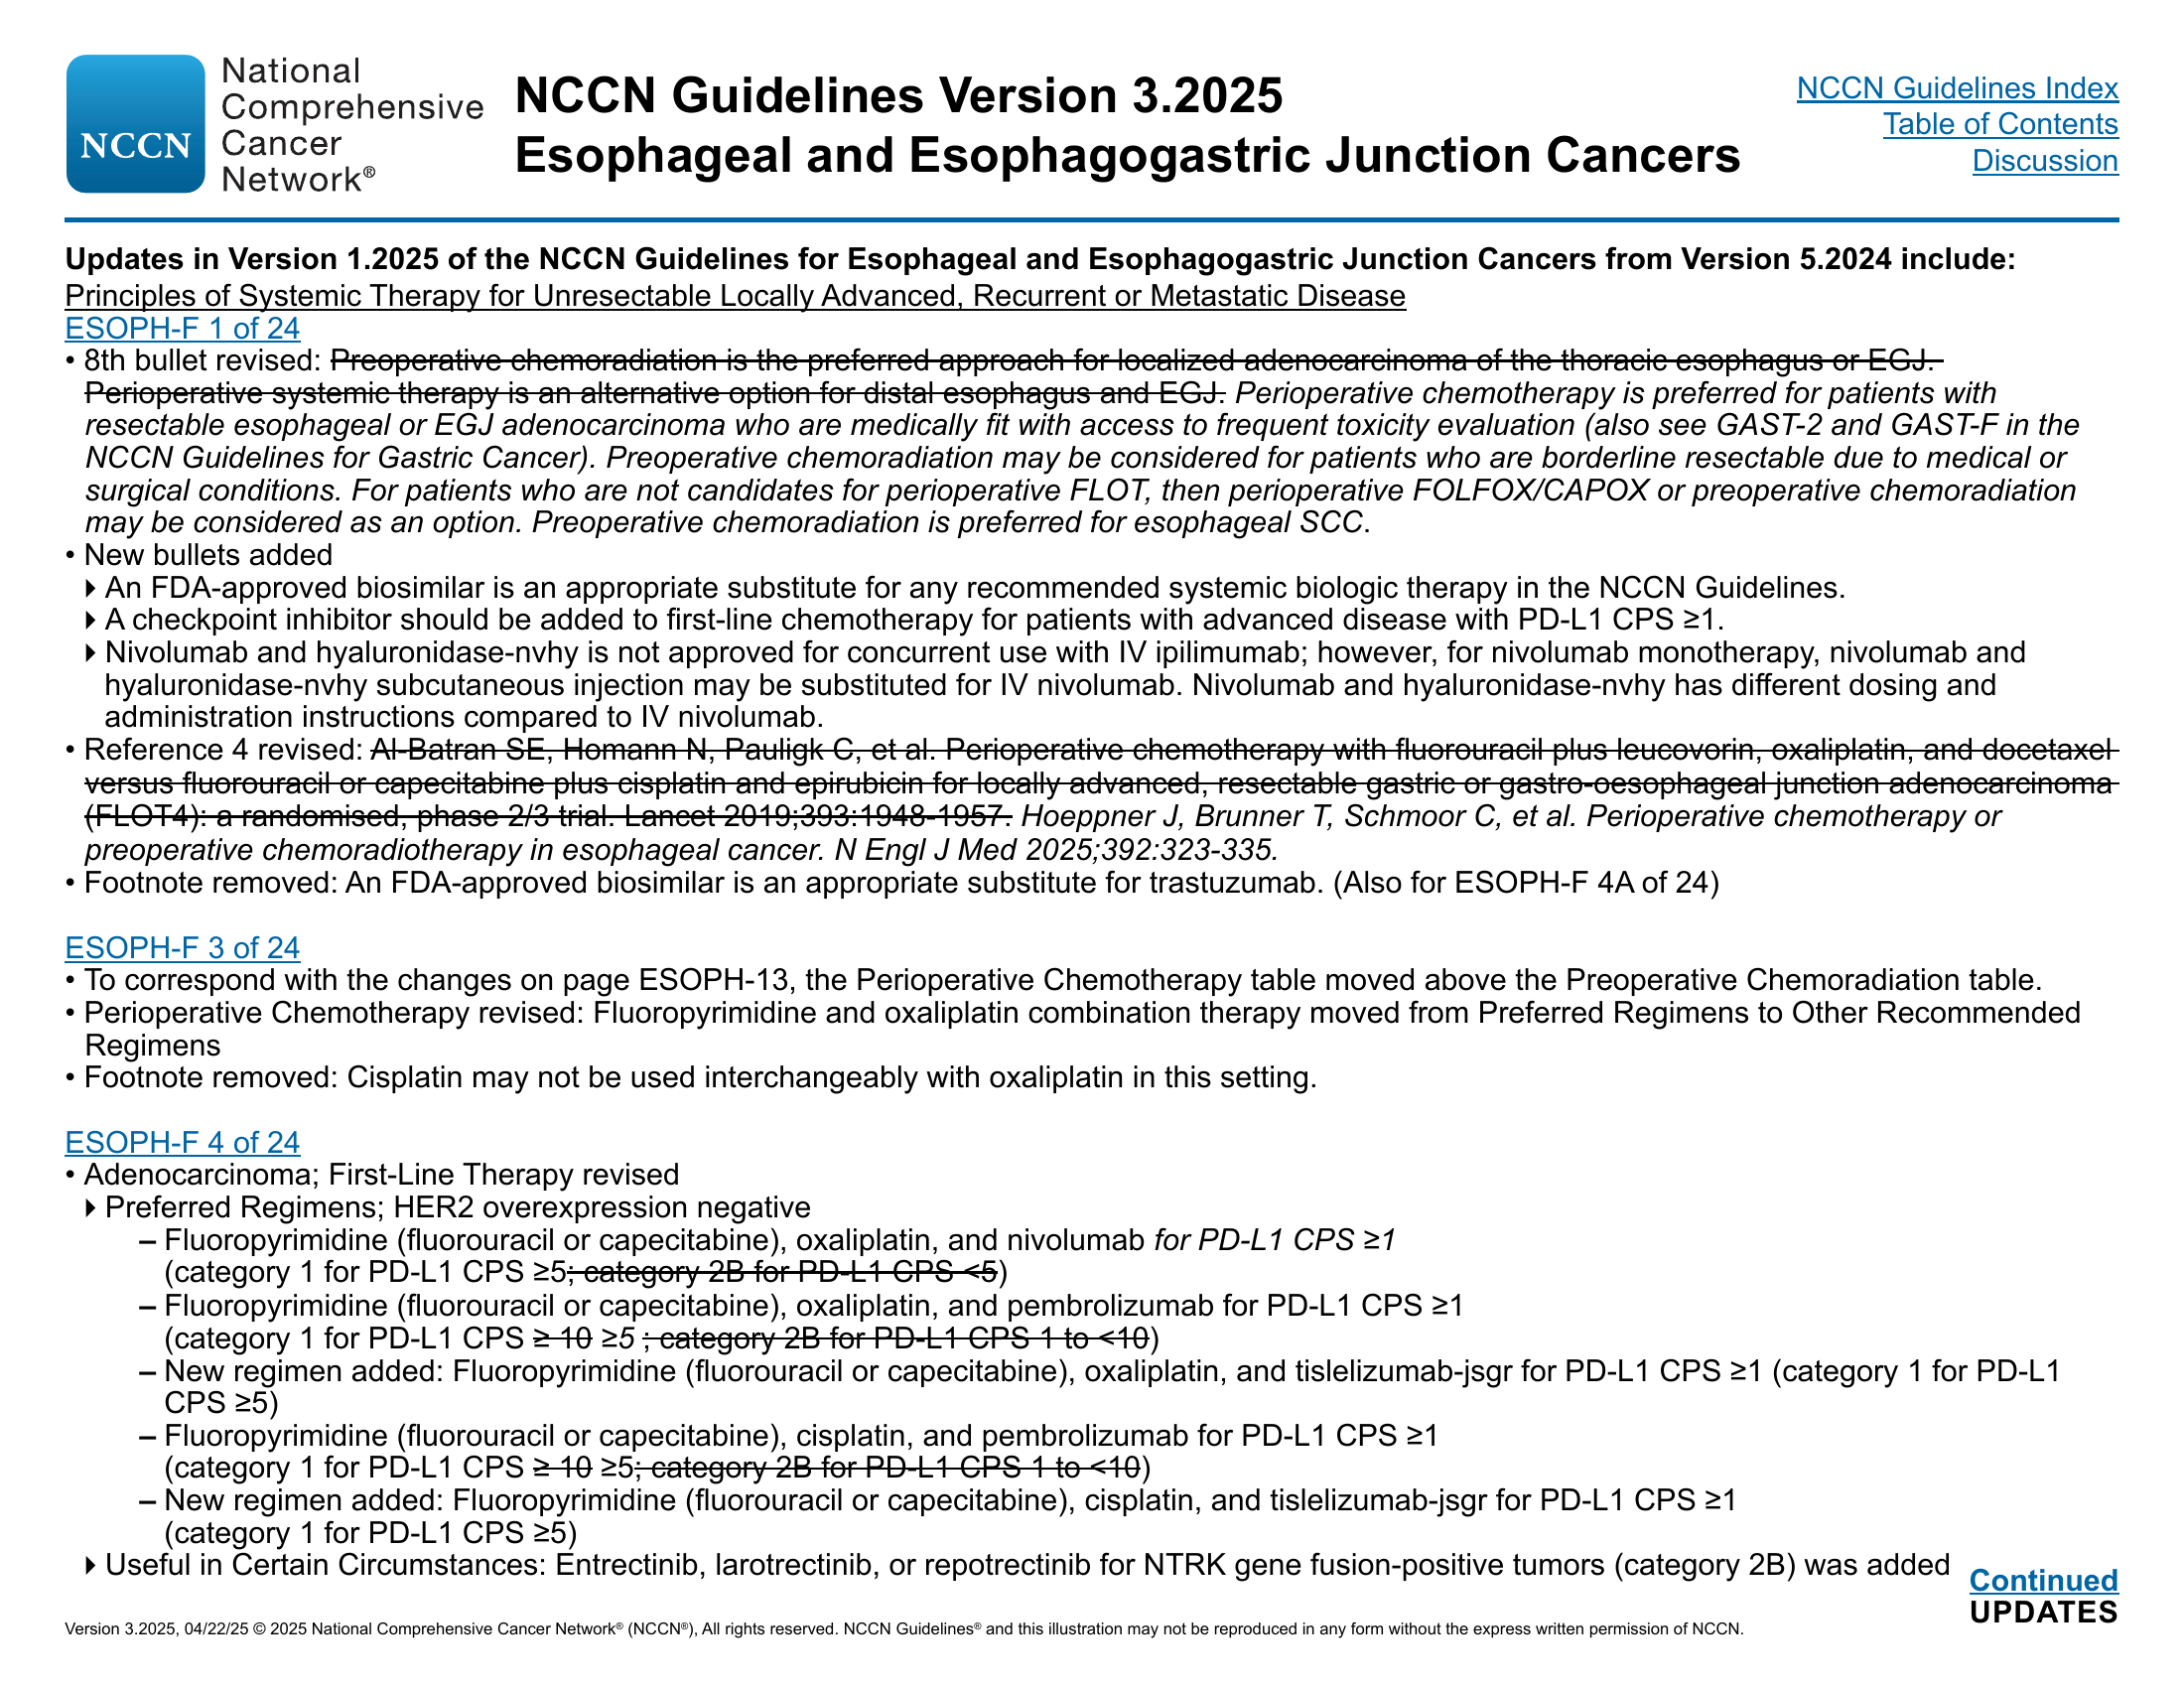 NCCN
National
Comprehensive
Cancer
Network®
NCCN Guidelines Version 3.2025
Esophageal and Esophagogastric Junction Cancers
NCCN Guidelines Index
Table of Contents
Discussion
Updates in Version 1.2025 of the NCCN Guidelines for Esophageal and Esophagogastric Junction Cancers from Version 5.2024 include:
Principles of Systemic Therapy for Unresectable Locally Advanced, Recurrent or Metastatic Disease
ESOPH-F 1 of 24
• 8th bullet revised: Preoperative chemoradiation is the preferred approach for localized adenocarcinoma of the thoracic esophagus or EGJ.
Perioperative systemic therapy is an alternative option for distal esophagus and EGJ. Perioperative chemotherapy is preferred for patients with
resectable esophageal or EGJ adenocarcinoma who are medically fit with access to frequent toxicity evaluation (also see GAST-2 and GAST-F in the
NCCN Guidelines for Gastric Cancer). Preoperative chemoradiation may be considered for patients who are borderline resectable due to medical or
surgical conditions. For patients who are not candidates for perioperative FLOT, then perioperative FOLFOX/CAPOX or preoperative chemoradiation
may be considered as an option. Preoperative chemoradiation is preferred for esophageal SCC.
• New bullets added
▸ An FDA-approved biosimilar is an appropriate substitute for any recommended systemic biologic therapy in the NCCN Guidelines.
▸ A checkpoint inhibitor should be added to first-line chemotherapy for patients with advanced disease with PD-L1 CPS ≥1.
▸ Nivolumab and hyaluronidase-nvhy is not approved for concurrent use with IV ipilimumab; however, for nivolumab monotherapy, nivolumab and
hyaluronidase-nvhy subcutaneous injection may be substituted for IV nivolumab. Nivolumab and hyaluronidase-nvhy has different dosing and
administration instructions compared to IV nivolumab.
• Reference 4 revised: Al-Batran SE, Homann N, Pauligk C, et al. Perioperative chemotherapy with fluorouracil plus leucovorin, oxaliplatin, and docetaxel
versus fluorouracil or capecitabine plus cisplatin and epirubicin for locally advanced, resectable gastric or gastro-oesophageal junction adenocarcinoma
(FLOT4): a randomised, phase 2/3 trial. Lancet 2019;393:1948-1957. Hoeppner J, Brunner T, Schmoor C, et al. Perioperative chemotherapy or
preoperative chemoradiotherapy in esophageal cancer. N Engl J Med 2025;392:323-335.
• Footnote removed: An FDA-approved biosimilar is an appropriate substitute for trastuzumab. (Also for ESOPH-F 4A of 24)
ESOPH-F 3 of 24
• To correspond with the changes on page ESOPH-13, the Perioperative Chemotherapy table moved above the Preoperative Chemoradiation table.
• Perioperative Chemotherapy revised: Fluoropyrimidine and oxaliplatin combination therapy moved from Preferred Regimens to Other Recommended
Regimens
• Footnote removed: Cisplatin may not be used interchangeably with oxaliplatin in this setting.
ESOPH-F 4 of 24
• Adenocarcinoma; First-Line Therapy revised
▸ Preferred Regimens; HER2 overexpression negative
– Fluoropyrimidine (fluorouracil or capecitabine), oxaliplatin, and nivolumab for PD-L1 CPS ≥1
(category 1 for PD-L1 CPS ≥5; category 2B for PD-L1 CPS <5)
– Fluoropyrimidine (fluorouracil or capecitabine), oxaliplatin, and pembrolizumab for PD-L1 CPS ≥1
(category 1 for PD-L1 CPS ≥ 10 ≥5 ; category 2B for PD-L1 CPS 1 to <10)
– New regimen added: Fluoropyrimidine (fluorouracil or capecitabine), oxaliplatin, and tislelizumab-jsgr for PD-L1 CPS ≥1 (category 1 for PD-L1
CPS ≥5)
– Fluoropyrimidine (fluorouracil or capecitabine), cisplatin, and pembrolizumab for PD-L1 CPS ≥1
(category 1 for PD-L1 CPS ≥ 10 ≥5; category 2B for PD-L1 CPS 1 to <10)
– New regimen added: Fluoropyrimidine (fluorouracil or capecitabine), cisplatin, and tislelizumab-jsgr for PD-L1 CPS ≥1
(category 1 for PD-L1 CPS ≥5)
▸ Useful in Certain Circumstances: Entrectinib, larotrectinib, or repotrectinib for NTRK gene fusion-positive tumors (category 2B) was added
Continued
UPDATES
Version 3.2025, 04/22/25 © 2025 National Comprehensive Cancer Network® (NCCN®), All rights reserved. NCCN Guidelines® and this illustration may not be reproduced in any form without the express written permission of NCCN.